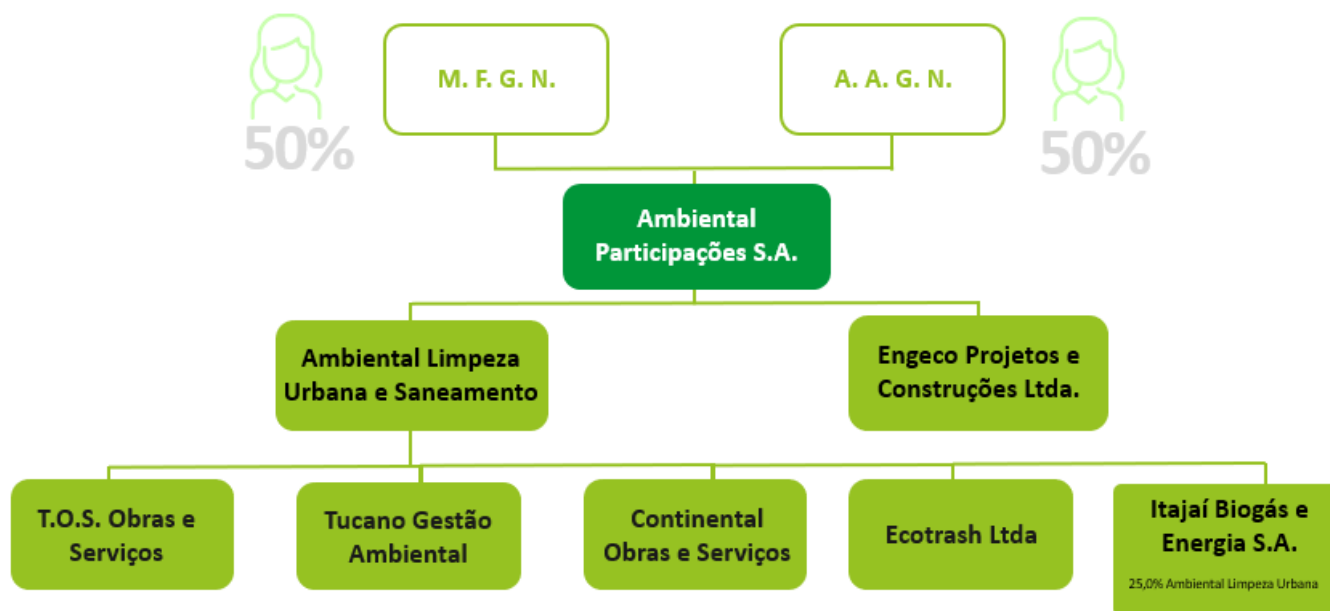 M. F. G. N.
A. A. G. N.
50%
50%
Ambiental
Participações S.A.
Ambiental Limpeza
Urbana e Saneamento
Engeco Projetos e
Construções Ltda.
T.O.S. Obras e
Serviços
Tucano Gestão
Ambiental
Continental
Obras e Serviços
Ecotrash Ltda
Itajaí Biogás e
Energia S.A.
25,0% Ambiental Limpeza Urbana